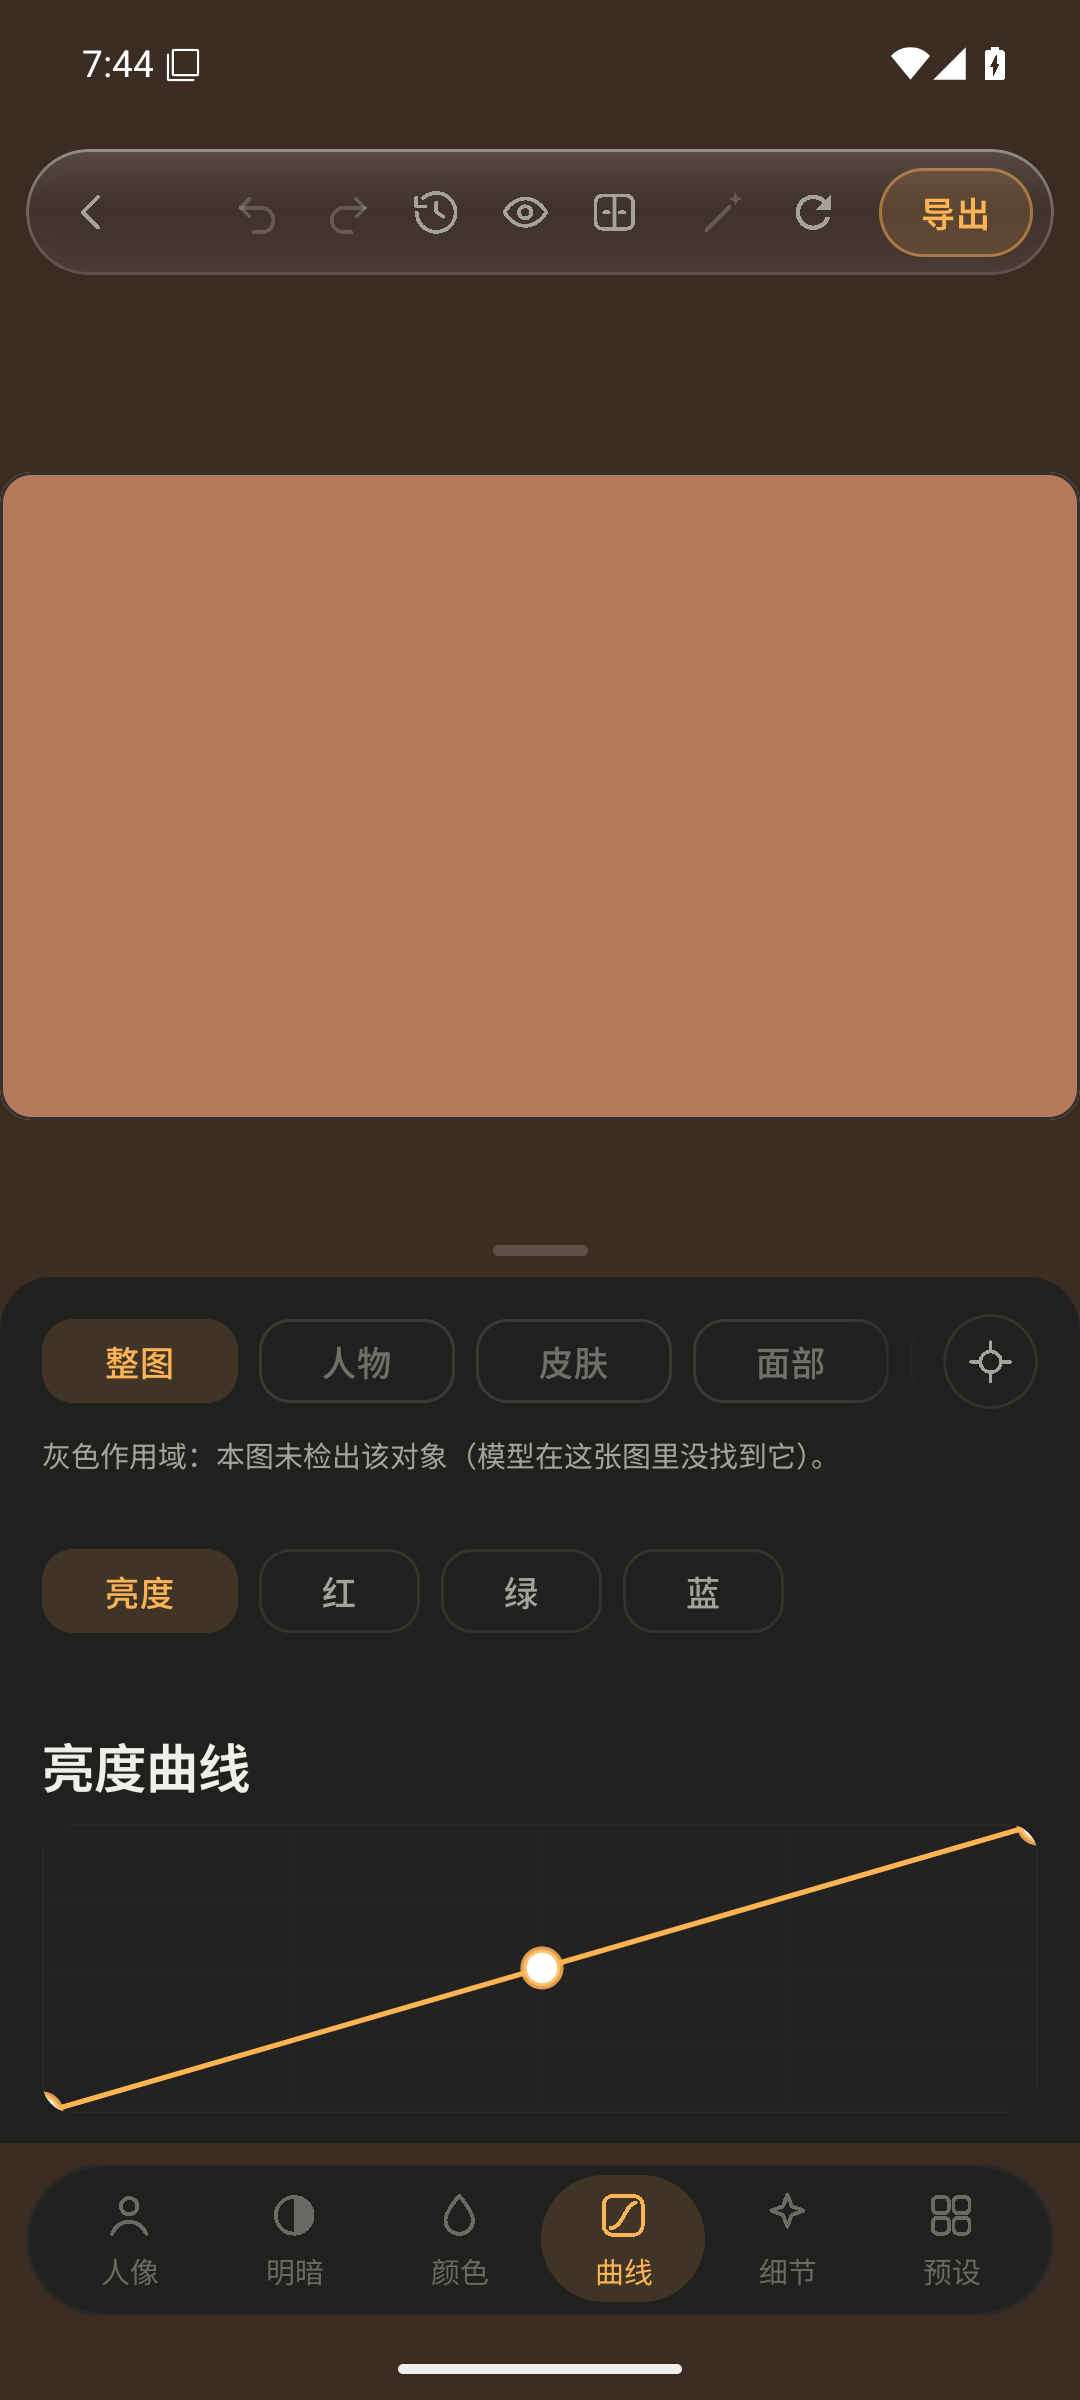 7:44
导出
整图 人物 皮肤 面部
灰色作用域：本图未检出该对象（模型在这张图里没找到它）。
亮度 红 绿 蓝
亮度曲线
人像 明暗 颜色 曲线 细节 预设